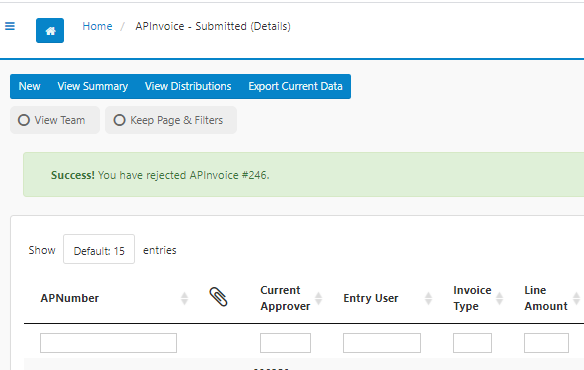 Home / APInvoice - Submitted (Details)
New View Summary View Distributions Export Current Data
View Team Keep Page & Filters
Success! You have rejected APInvoice #246.
Show Default: 15 entries
APNumber Current Approver Entry User Invoice Type Line Amount